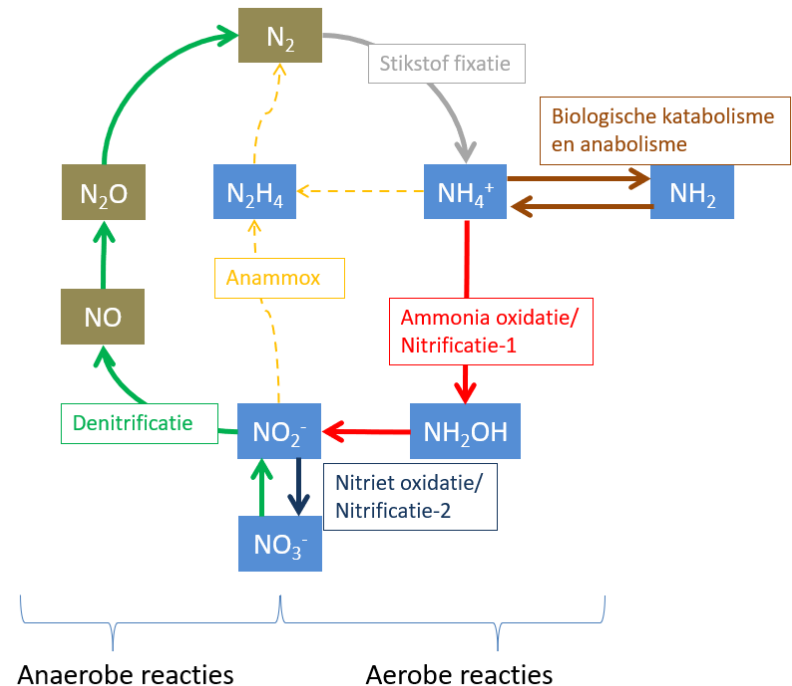 N₂
Stikstof fixatie
Biologische katabolisme
en anabolisme
N₂O
N₂H₄
NH₄⁺
NH₂
Anammox
NO
Ammonia oxidatie/
Nitrificatie-1
Denitrificatie
NO₂⁻
NH₂OH
Nitriet oxidatie/
Nitrificatie-2
NO₃⁻
Anaerobe reacties
Aerobe reacties